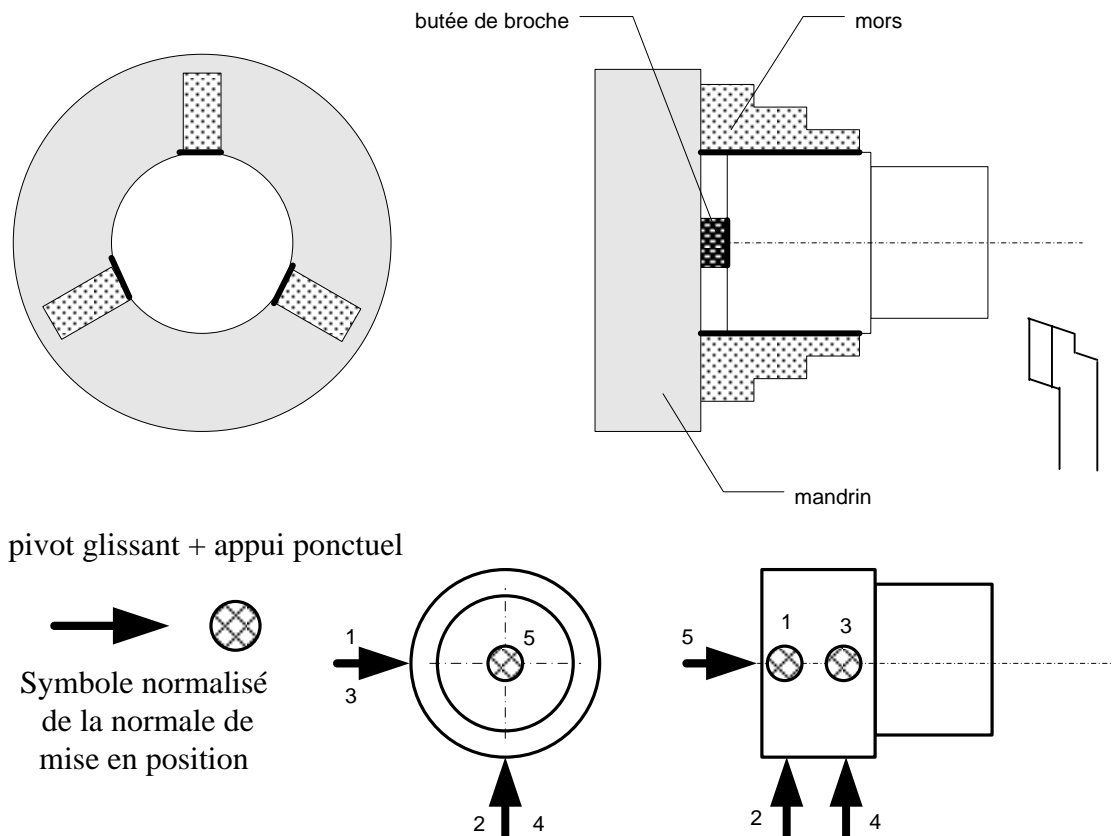 butée de broche
mors
mandrin
pivot glissant + appui ponctuel
Symbole normalisé
de la normale de
mise en position
1
3
5
2 4
5
1 3
2 4